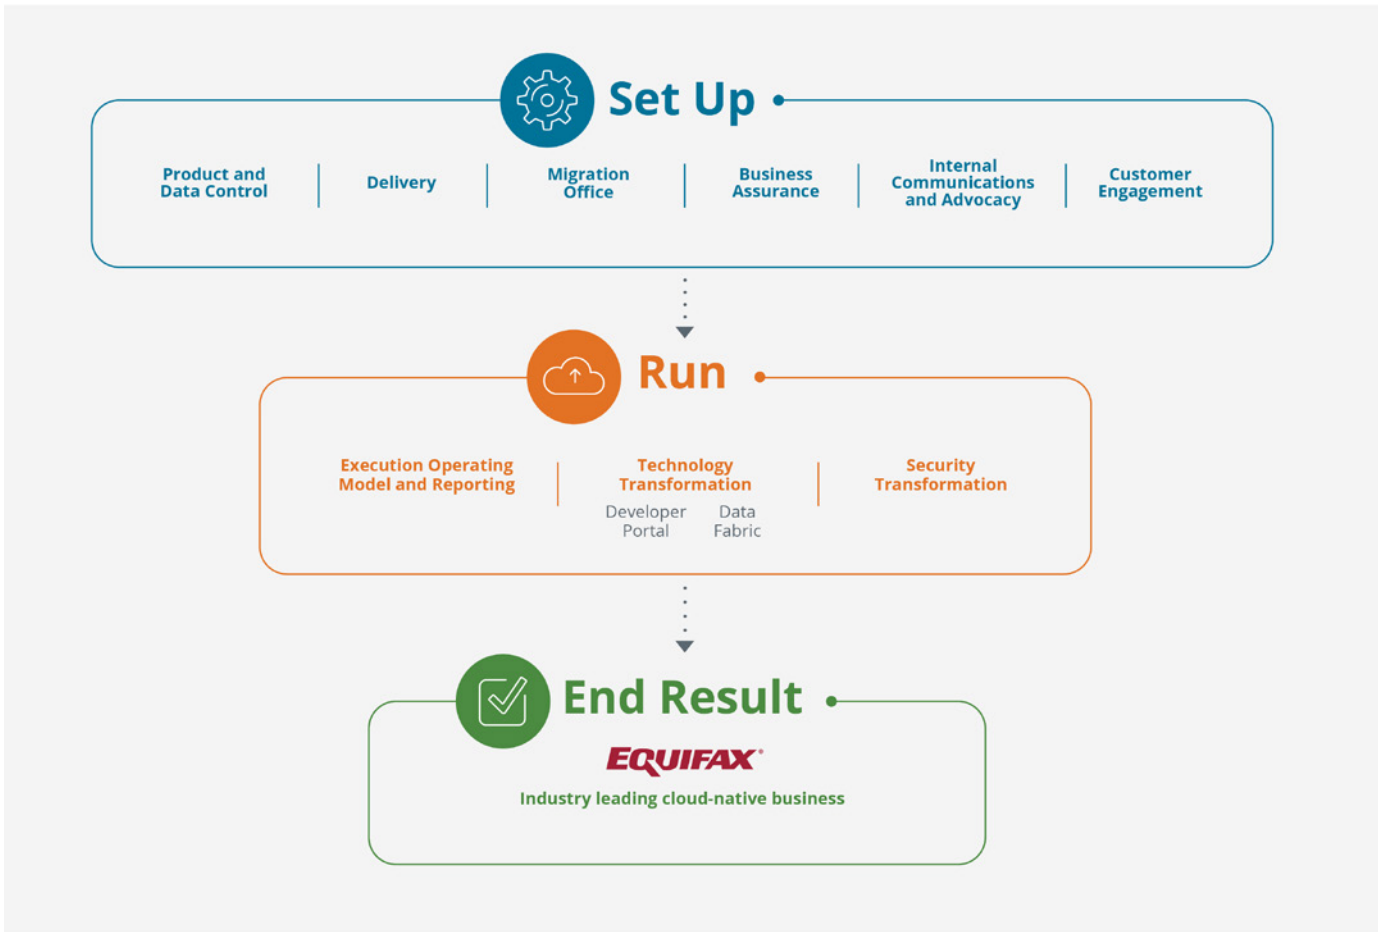 Set Up
Product and
Data Control
Delivery
Migration
Office
Business
Assurance
Internal
Communications
and Advocacy
Customer
Engagement
Run
Execution Operating
Model and Reporting
Technology
Transformation
Developer
Portal
Data
Fabric
Security
Transformation
End Result
EQUIFAX®
Industry leading cloud-native business